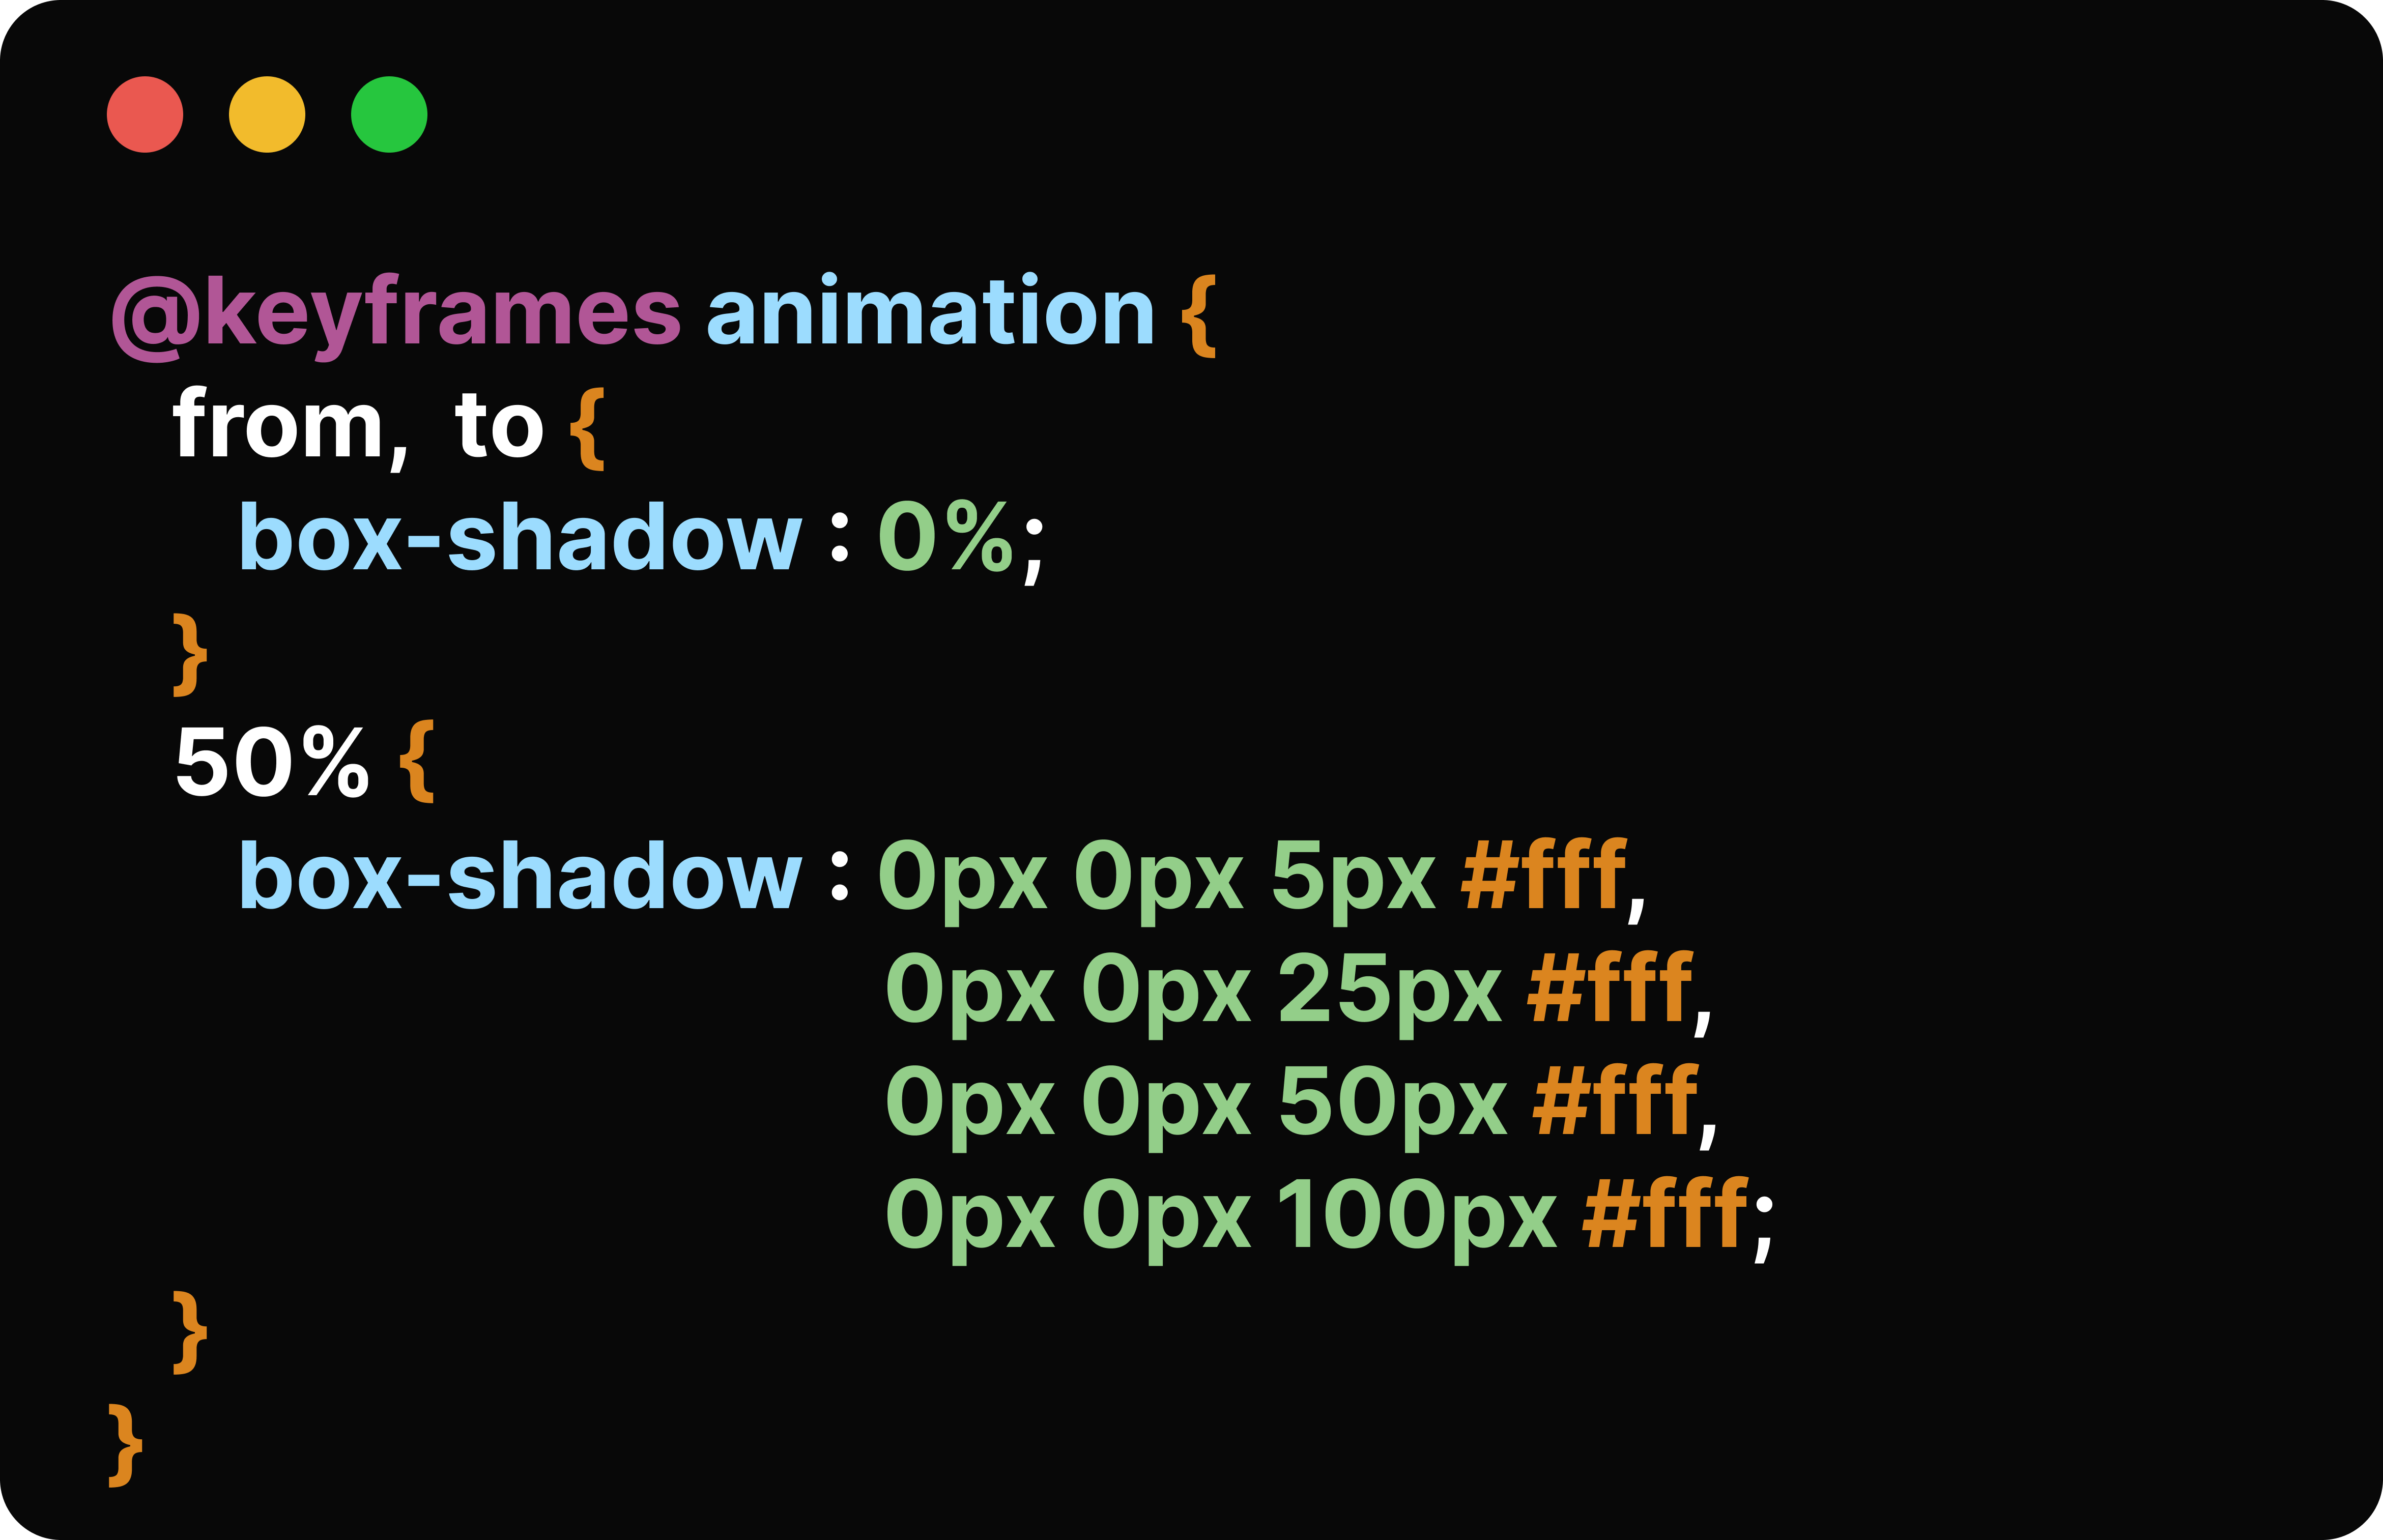 @keyframes animation {
from, to {
box-shadow : 0%;
}
50% {
box-shadow : 0px 0px 5px #fff,
0px 0px 25px #fff,
0px 0px 50px #fff,
0px 0px 100px #fff;
}
}